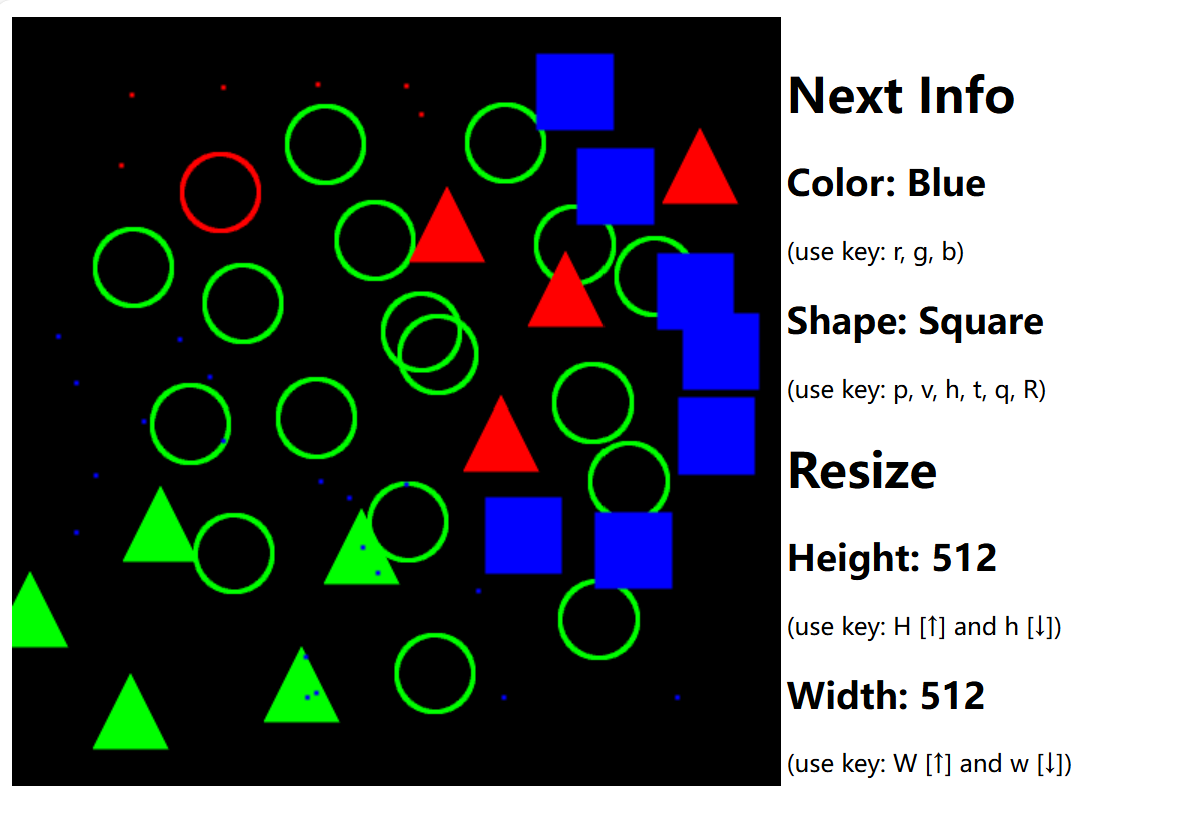 Next Info
Color: Blue
(use key: r, g, b)
Shape: Square
(use key: p, v, h, t, q, R)
Resize
Height: 512
(use key: H [↑] and h [↓])
Width: 512
(use key: W [↑] and w [↓])